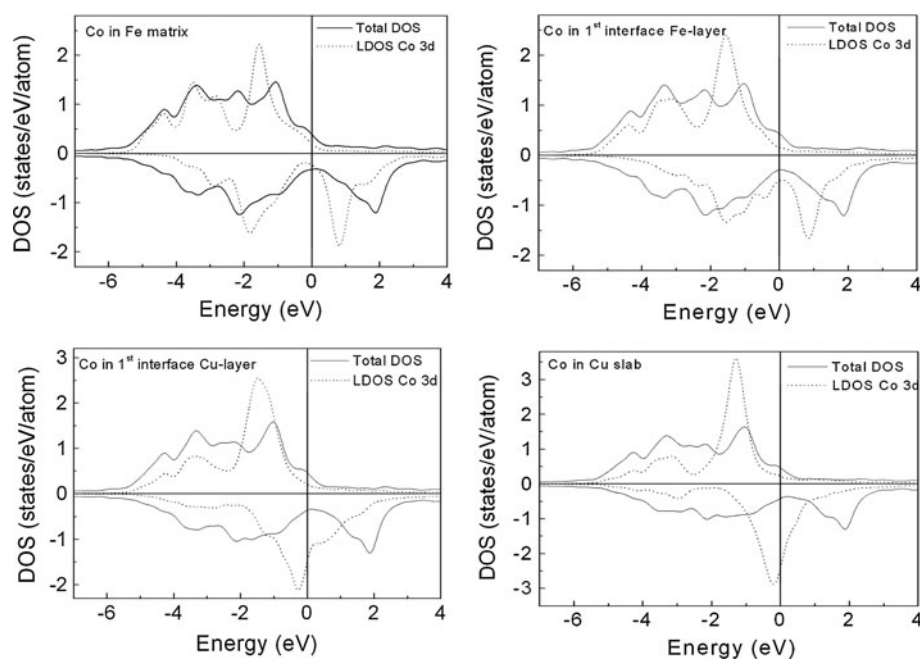 Co in Fe matrix
Total DOS
LDOS Co 3d
DOS (states/eV/atom)
2
1
0
-1
-2
-6 -4 -2 0 2 4
Energy (eV)
Co in 1st interface Fe-layer
Total DOS
LDOS Co 3d
DOS (states/eV/atom)
2
1
0
-1
-2
-6 -4 -2 0 2 4
Energy (eV)
Co in 1st interface Cu-layer
Total DOS
LDOS Co 3d
DOS (states/eV/atom)
3
2
1
0
-1
-2
-6 -4 -2 0 2 4
Energy (eV)
Co in Cu slab
Total DOS
LDOS Co 3d
DOS (states/eV/atom)
3
2
1
0
-1
-2
-3
-6 -4 -2 0 2 4
Energy (eV)